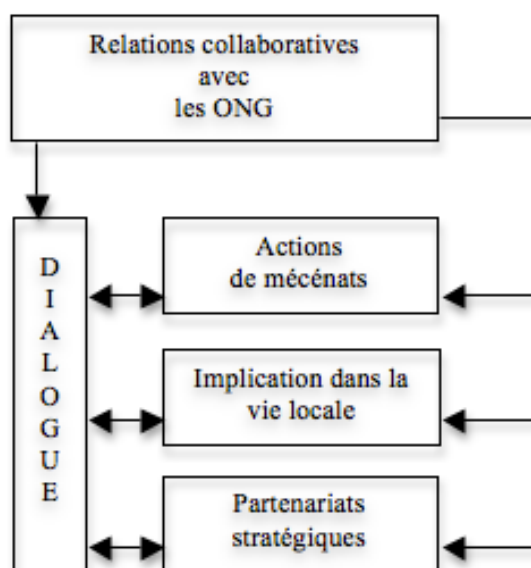 Relations collaboratives
avec
les ONG
D
I
A
L
O
G
U
E
Actions
de mécénats
Implication dans la
vie locale
Partenariats
stratégiques